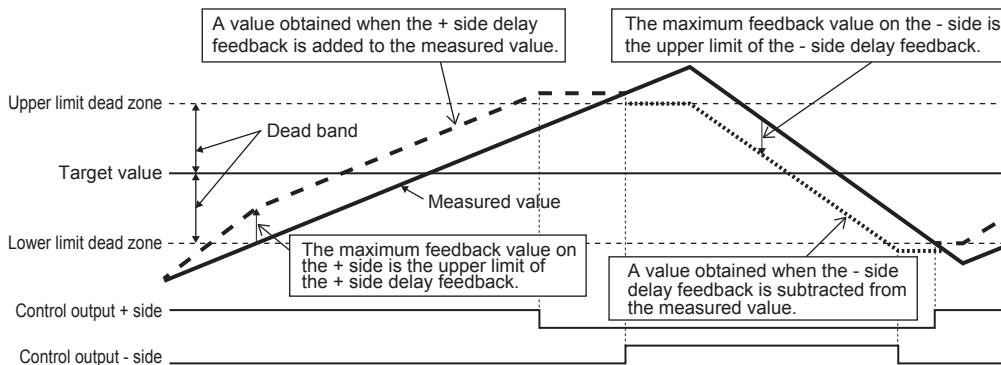 A value obtained when the + side delay
feedback is added to the measured value.
The maximum feedback value on the - side is
the upper limit of the - side delay feedback.
Upper limit dead zone
Dead band
Target value
Measured value
Lower limit dead zone
The maximum feedback value on
the + side is the upper limit of
the + side delay feedback.
A value obtained when the - side
delay feedback is subtracted from
the measured value.
Control output + side
Control output - side